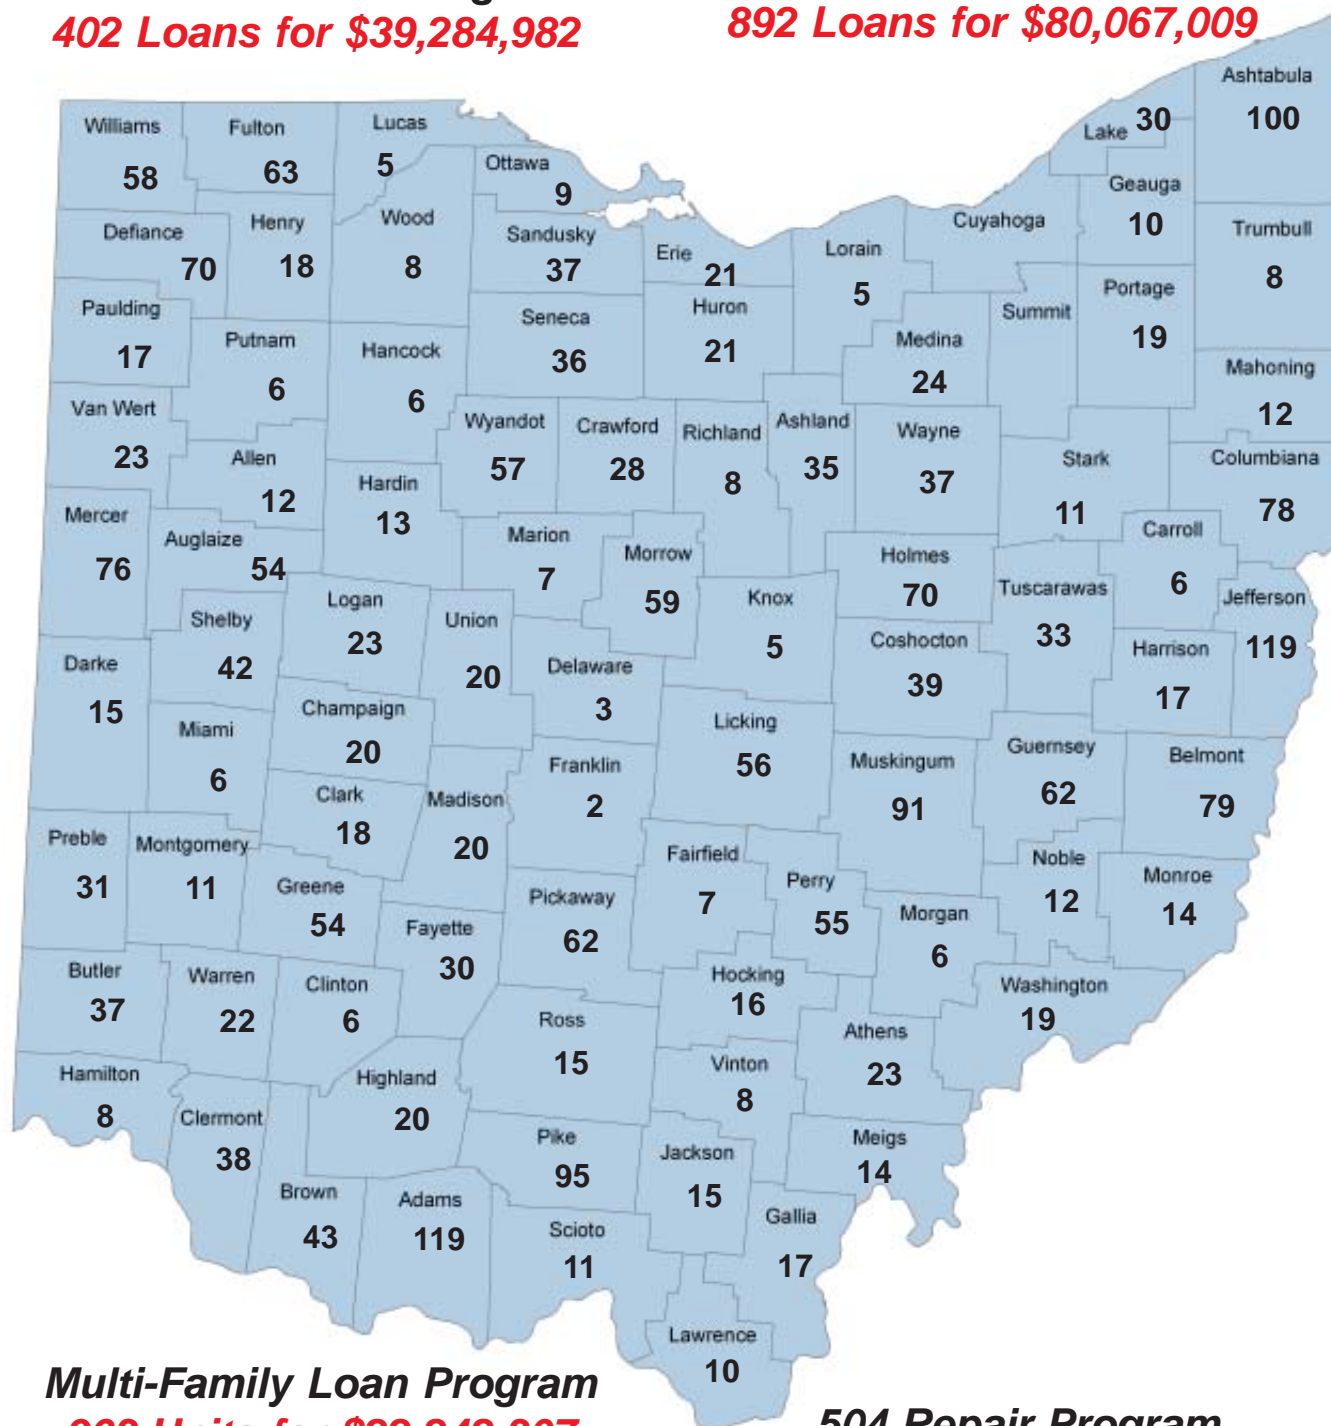 402 Loans for $39,284,982
892 Loans for $80,067,009
Ashtabula
100
Lake 30
Geauga
10
Williams
58
Fulton
63
Lucas
5
Ottawa
9
Defiance
70
Henry
18
Wood
8
Sandusky
37
Erie 21
Lorain
5
Cuyahoga
Trumbull
8
Paulding
17
Putnam
6
Hancock
6
Seneca
36
Huron
21
Medina
24
Summit
Portage
19
Mahoning
12
Van Wert
23
Allen
12
Hardin
13
Wyandot
57
Crawford
28
Richland
8
Ashland
35
Wayne
37
Stark
11
Columbiana
78
Mercer
76
Auglaize
54
Marion
7
Morrow
59
Knox
5
Holmes
70
Tuscarawas
33
Carroll
6
Jefferson
119
Shelby
42
Logan
23
Union
20
Delaware
3
Coshocton
39
Harrison
17
Darke
15
Miami
6
Champaign
20
Licking
56
Muskingum
91
Guernsey
62
Belmont
79
Clark
18
Madison
20
Franklin
2
Preble
31
Montgomery
11
Greene
54
Fayette
30
Pickaway
62
Fairfield
7
Perry
55
Morgan
6
Noble
12
Monroe
14
Butler
37
Warren
22
Clinton
6
Ross
15
Hocking
16
Athens
23
Washington
19
Hamilton
8
Clermont
38
Highland
20
Vinton
8
Meigs
14
Pike
95
Jackson
15
Gallia
17
Brown
43
Adams
119
Scioto
11
Lawrence
10
Multi-Family Loan Program
504 Repair Program